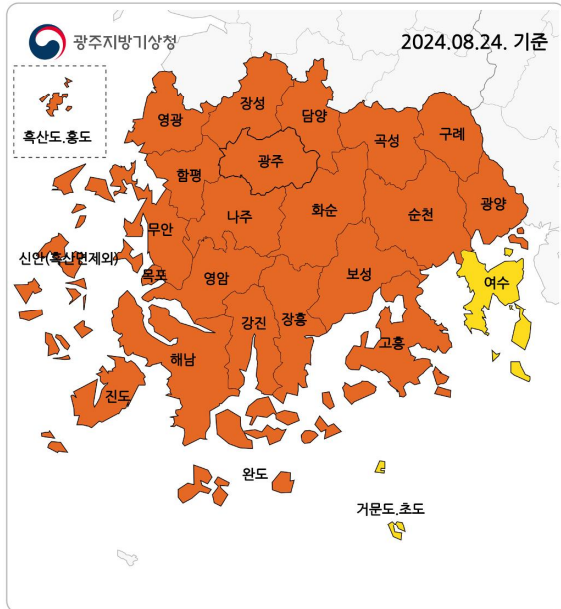 광주지방기상청
2024.08.24. 기준
흑산도.홍도
영광
장성
담양
곡성
구례
함평
광주
나주
화순
순천
광양
무안
신안(흑산면제외)
목포
영암
보성
여수
강진
장흥
해남
고흥
진도
완도
거문도.초도